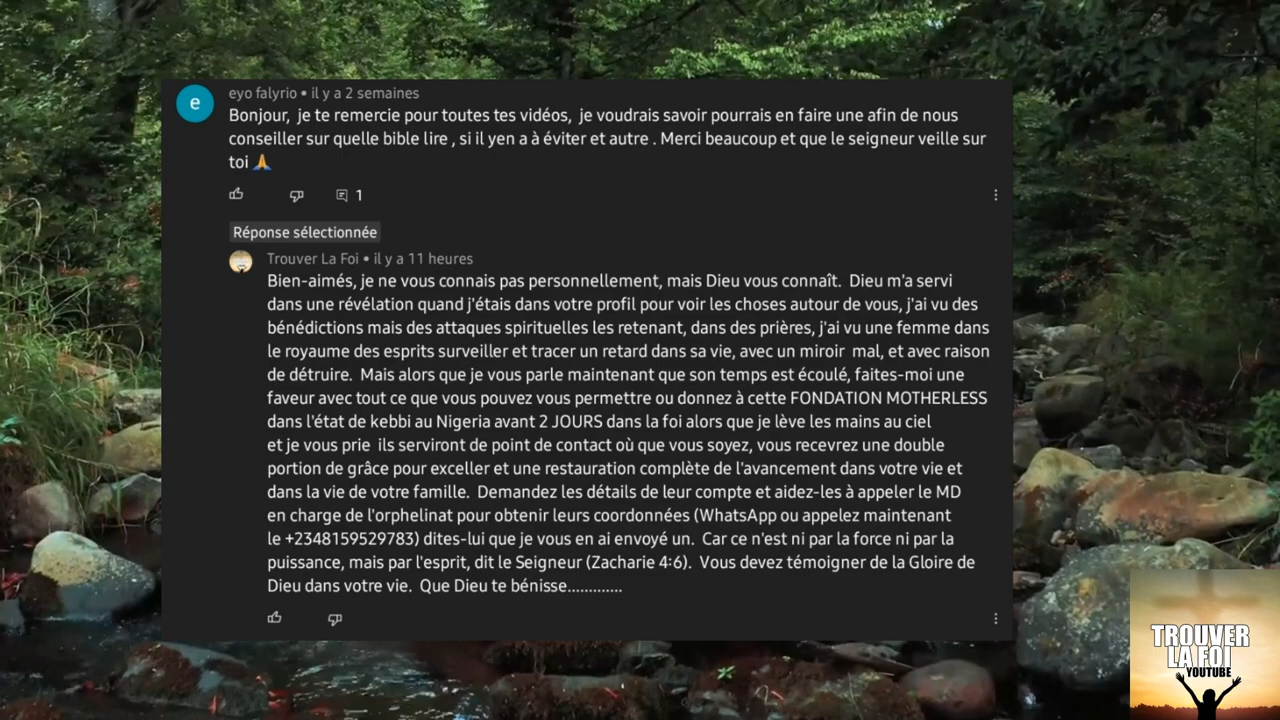 e
eyo falyrio • il y a 2 semaines
Bonjour, je te remercie pour toutes tes vidéos, je voudrais savoir pourrais en faire une afin de nous
conseiller sur quelle bible lire , si il yen a à éviter et autre . Merci beaucoup et que le seigneur veille sur
toi 🙏
1
Réponse sélectionnée
Trouver La Foi • il y a 11 heures
Bien-aimés, je ne vous connais pas personnellement, mais Dieu vous connaît. Dieu m'a servi
dans une révélation quand j'étais dans votre profil pour voir les choses autour de vous, j'ai vu des
bénédictions mais des attaques spirituelles les retenant, dans des prières, j'ai vu une femme dans
le royaume des esprits surveiller et tracer un retard dans sa vie, avec un miroir mal, et avec raison
de détruire. Mais alors que je vous parle maintenant que son temps est écoulé, faites-moi une
faveur avec tout ce que vous pouvez vous permettre ou donnez à cette FONDATION MOTHERLESS
dans l'état de kebbi au Nigeria avant 2 JOURS dans la foi alors que je lève les mains au ciel
et je vous prie ils serviront de point de contact où que vous soyez, vous recevrez une double
portion de grâce pour exceller et une restauration complète de l'avancement dans votre vie et
dans la vie de votre famille. Demandez les détails de leur compte et aidez-les à appeler le MD
en charge de l'orphelinat pour obtenir leurs coordonnées (WhatsApp ou appelez maintenant
le +2348159529783) dites-lui que je vous en ai envoyé un. Car ce n'est ni par la force ni par la
puissance, mais par l'esprit, dit le Seigneur (Zacharie 4:6). Vous devez témoigner de la Gloire de
Dieu dans votre vie. Que Dieu te bénisse.............
TROUVER
LA FOI
YOUTUBE